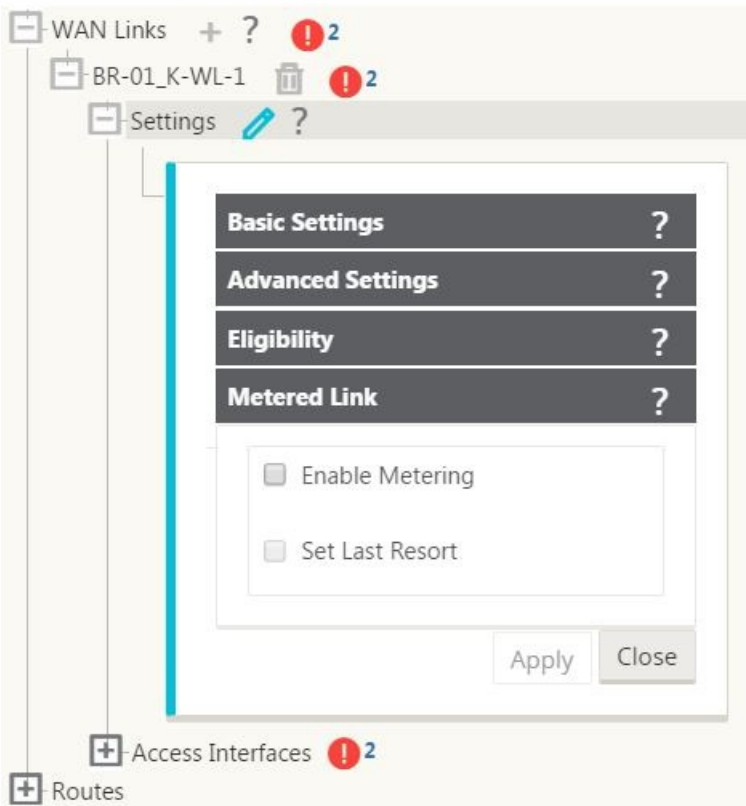 WAN Links + ? ! 2
BR-01_K-WL-1 ! 2
Settings ?
Basic Settings ?
Advanced Settings ?
Eligibility ?
Metered Link ?
Enable Metering
Set Last Resort
Apply Close
Access Interfaces ! 2
Routes